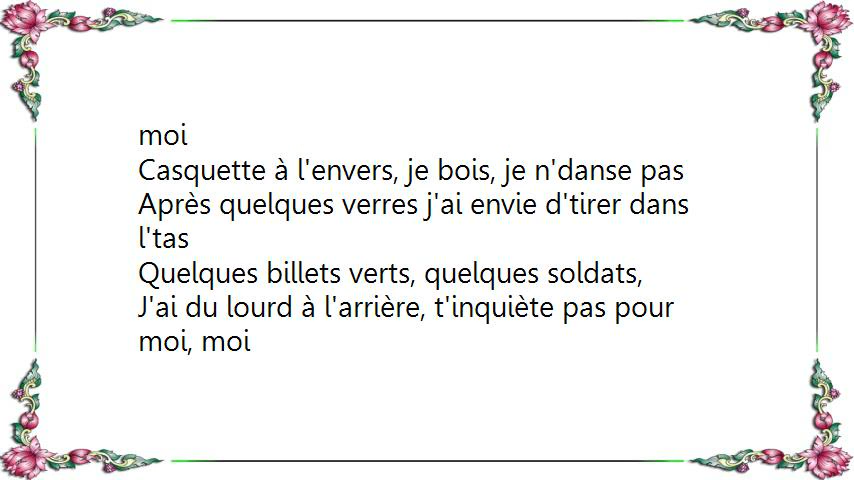 moi
Casquette à l'envers, je bois, je n'danse pas
Après quelques verres j'ai envie d'tirer dans
l'tas
Quelques billets verts, quelques soldats,
J'ai du lourd à l'arrière, t'inquiète pas pour
moi, moi